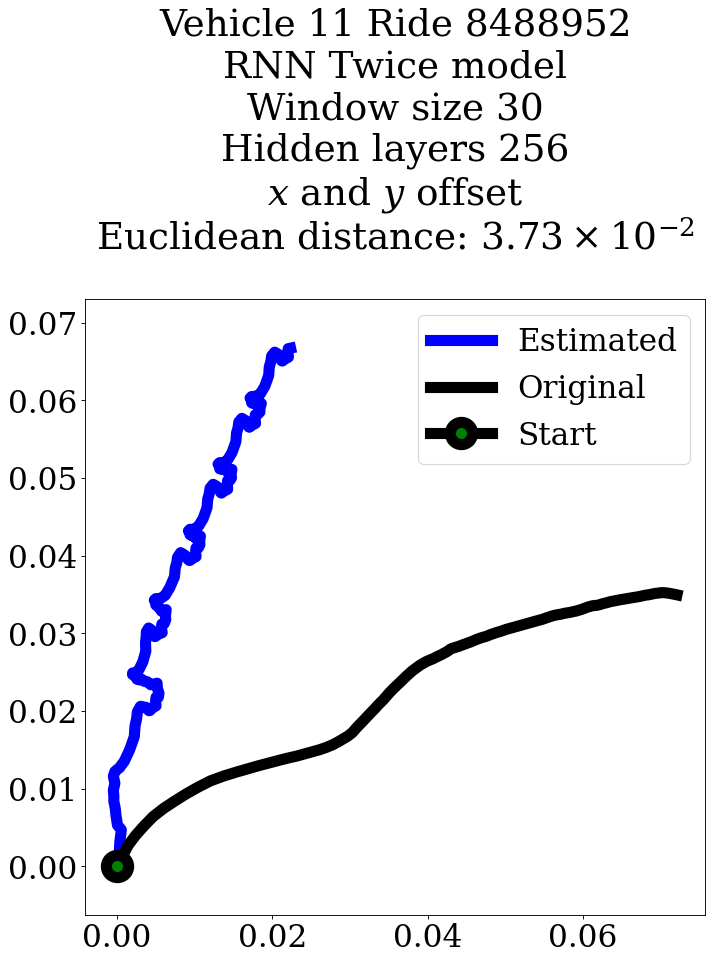 Vehicle 11 Ride 8488952
RNN Twice model
Window size 30
Hidden layers 256
x and y offset
Euclidean distance: 3.73 × 10⁻²
Estimated
Original
Start
0.07
0.06
0.05
0.04
0.03
0.02
0.01
0.00
0.00 0.02 0.04 0.06